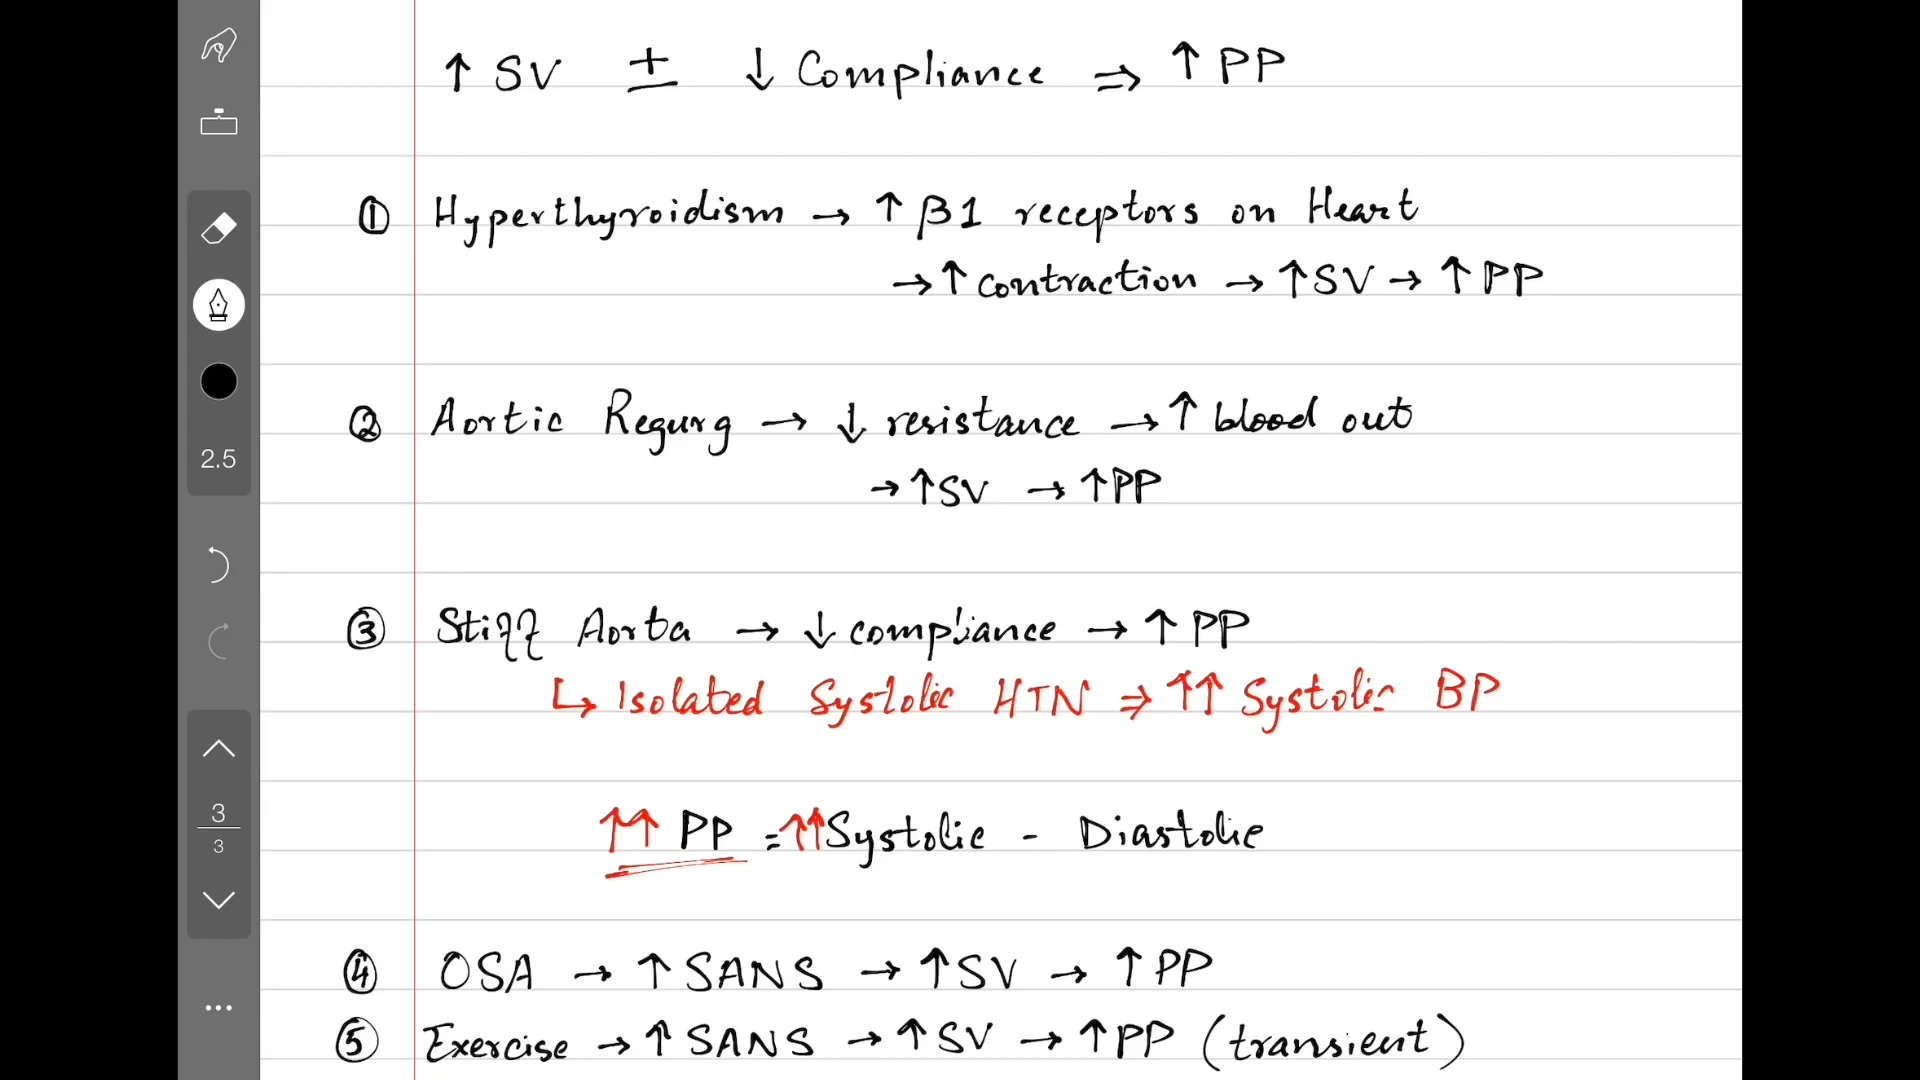 ↑ SV ± ↓ Compliance ⇒ ↑ PP
① Hyperthyroidism → ↑ β1 receptors on Heart
→ ↑ contraction → ↑ SV → ↑ PP
② Aortic Regurg → ↓ resistance → ↑ blood out
→ ↑ SV → ↑ PP
③ Stiff Aorta → ↓ compliance → ↑ PP
↳ Isolated Systolic HTN ⇒ ↑↑ Systolic BP
↑↑ PP = ↑↑ Systolic - Diastolic
④ OSA → ↑ SANS → ↑ SV → ↑ PP
⑤ Exercise → ↑ SANS → ↑ SV → ↑ PP (transient)
2.5
3
3